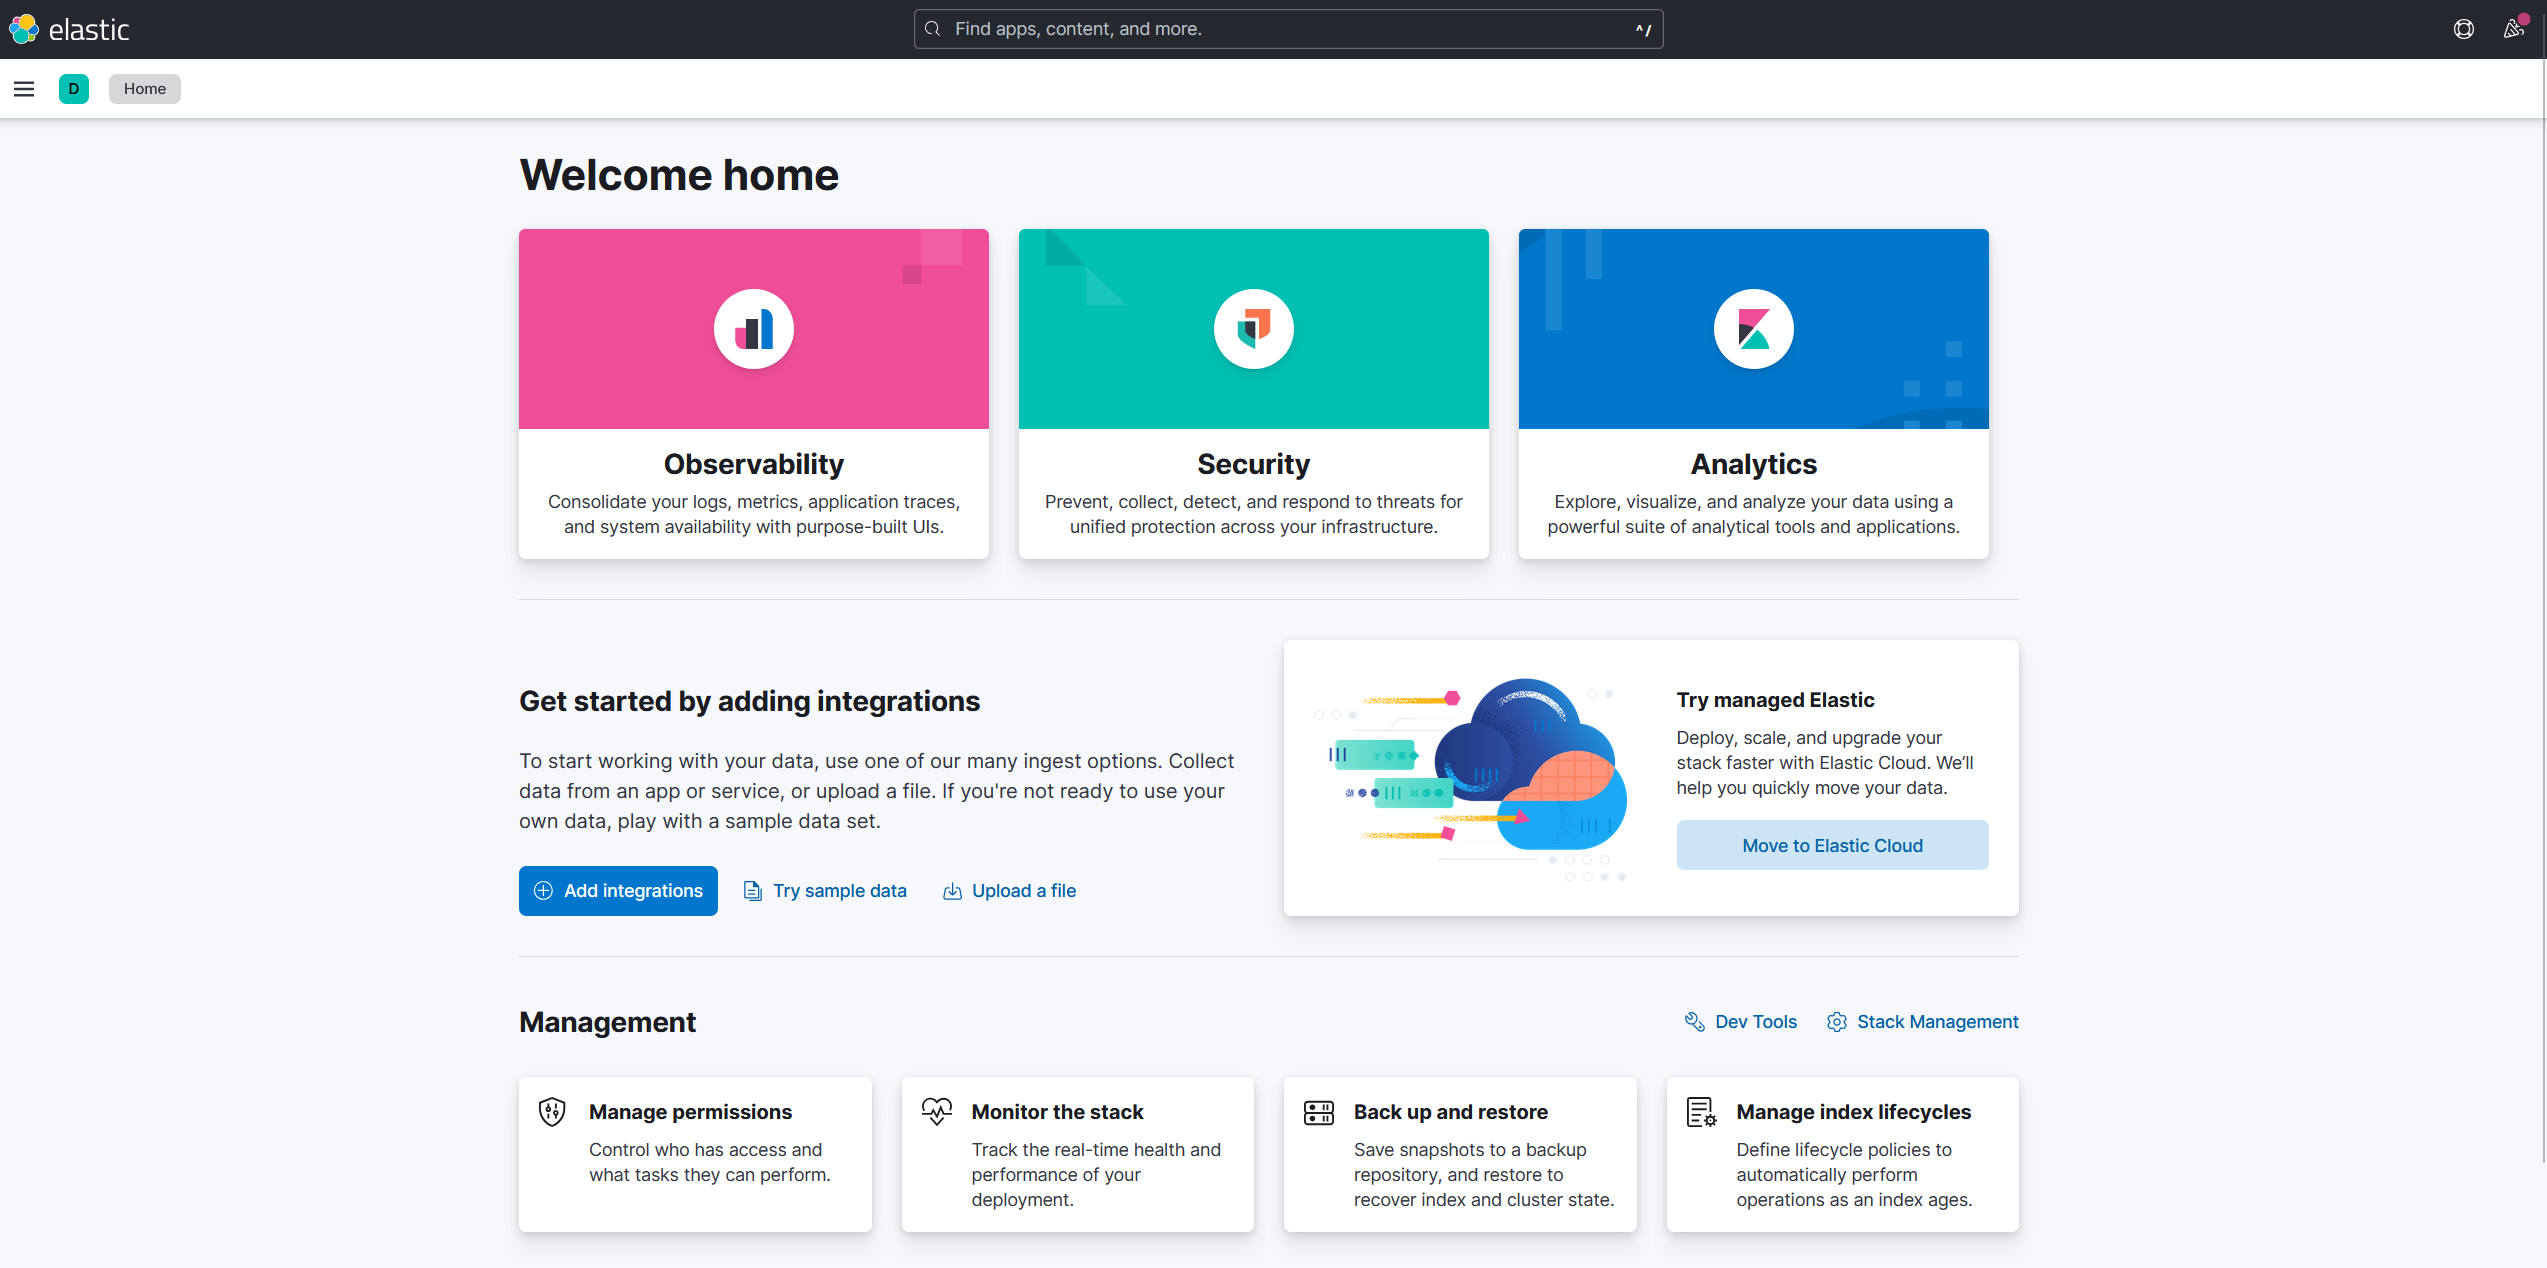 elastic
Find apps, content, and more.
^/
D
Home
Welcome home
Observability
Consolidate your logs, metrics, application traces,
and system availability with purpose-built UIs.
Security
Prevent, collect, detect, and respond to threats for
unified protection across your infrastructure.
Analytics
Explore, visualize, and analyze your data using a
powerful suite of analytical tools and applications.
Get started by adding integrations
To start working with your data, use one of our many ingest options. Collect
data from an app or service, or upload a file. If you're not ready to use your
own data, play with a sample data set.
Add integrations
Try sample data
Upload a file
Try managed Elastic
Deploy, scale, and upgrade your
stack faster with Elastic Cloud. We’ll
help you quickly move your data.
Move to Elastic Cloud
Management
Dev Tools
Stack Management
Manage permissions
Control who has access and
what tasks they can perform.
Monitor the stack
Track the real-time health and
performance of your
deployment.
Back up and restore
Save snapshots to a backup
repository, and restore to
recover index and cluster state.
Manage index lifecycles
Define lifecycle policies to
automatically perform
operations as an index ages.